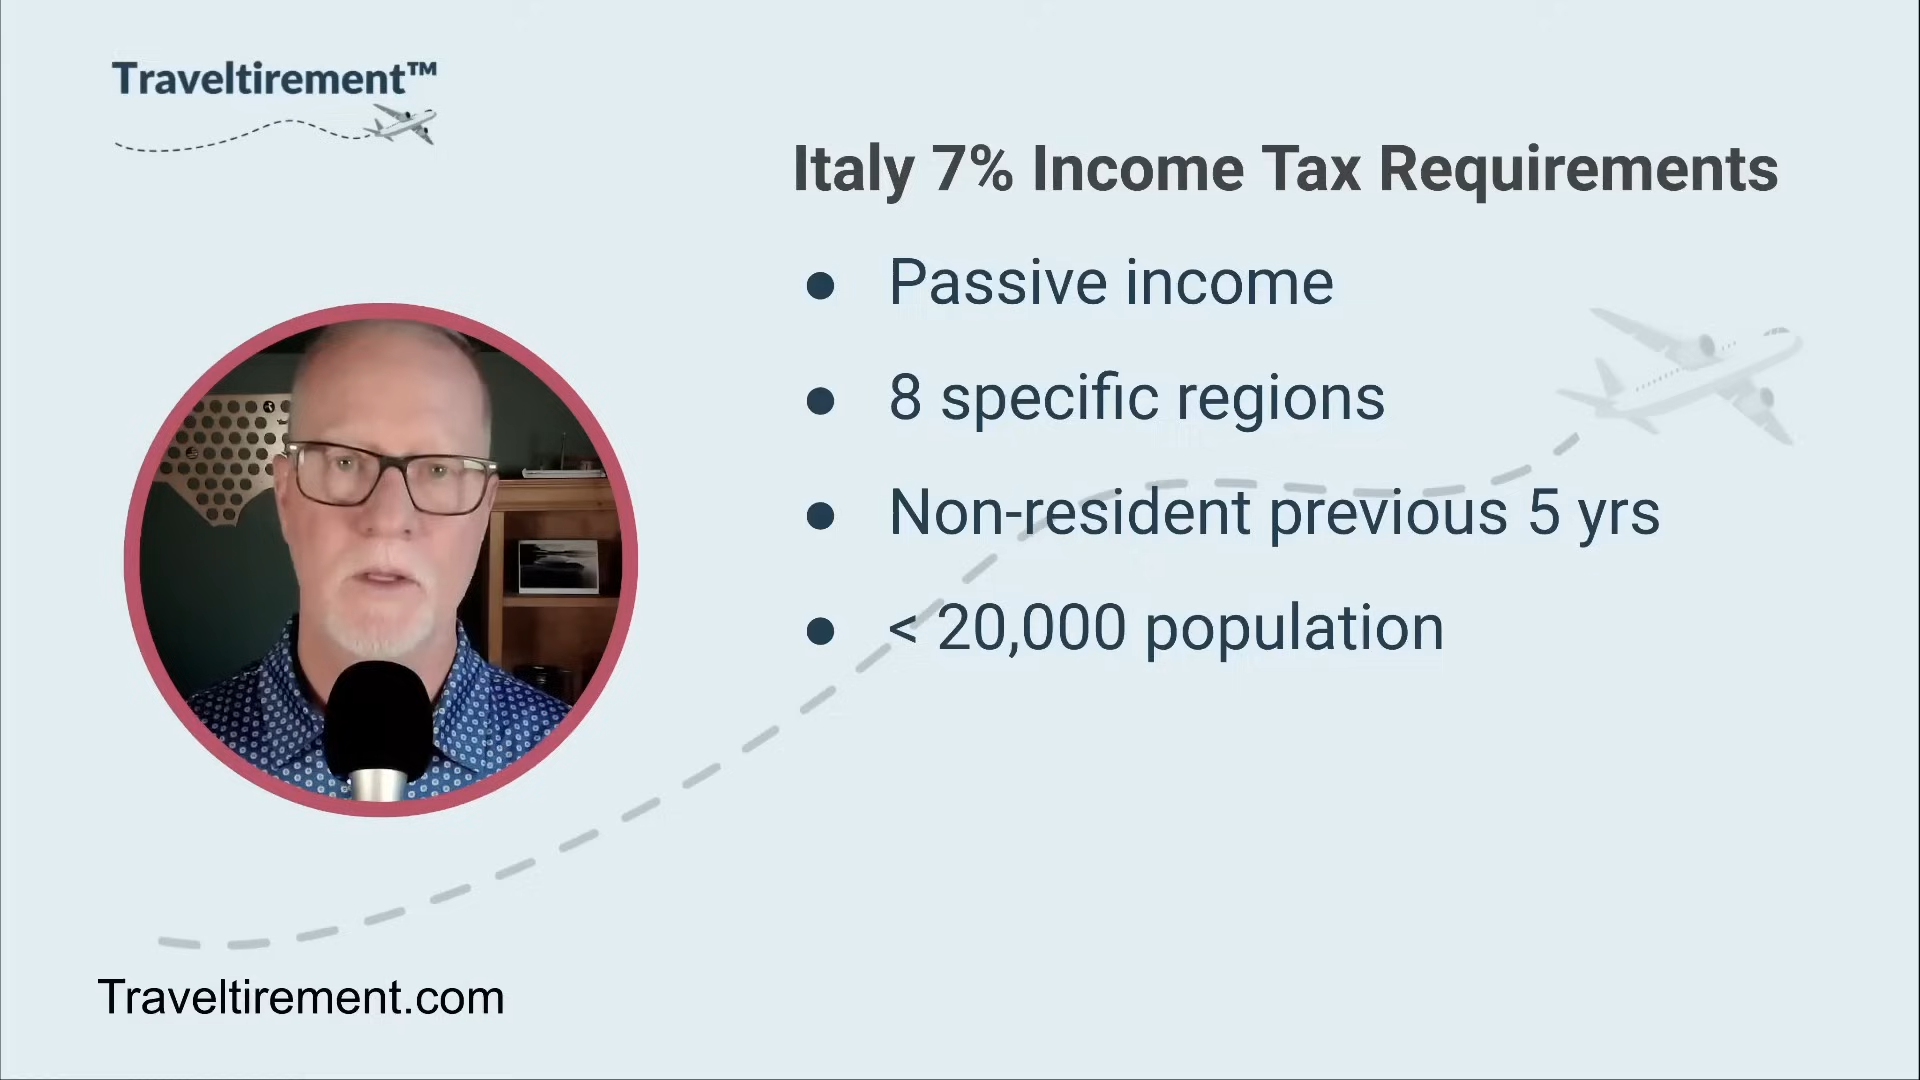 Traveltirement™
Italy 7% Income Tax Requirements
● Passive income
● 8 specific regions
● Non-resident previous 5 yrs
● < 20,000 population
Traveltirement.com